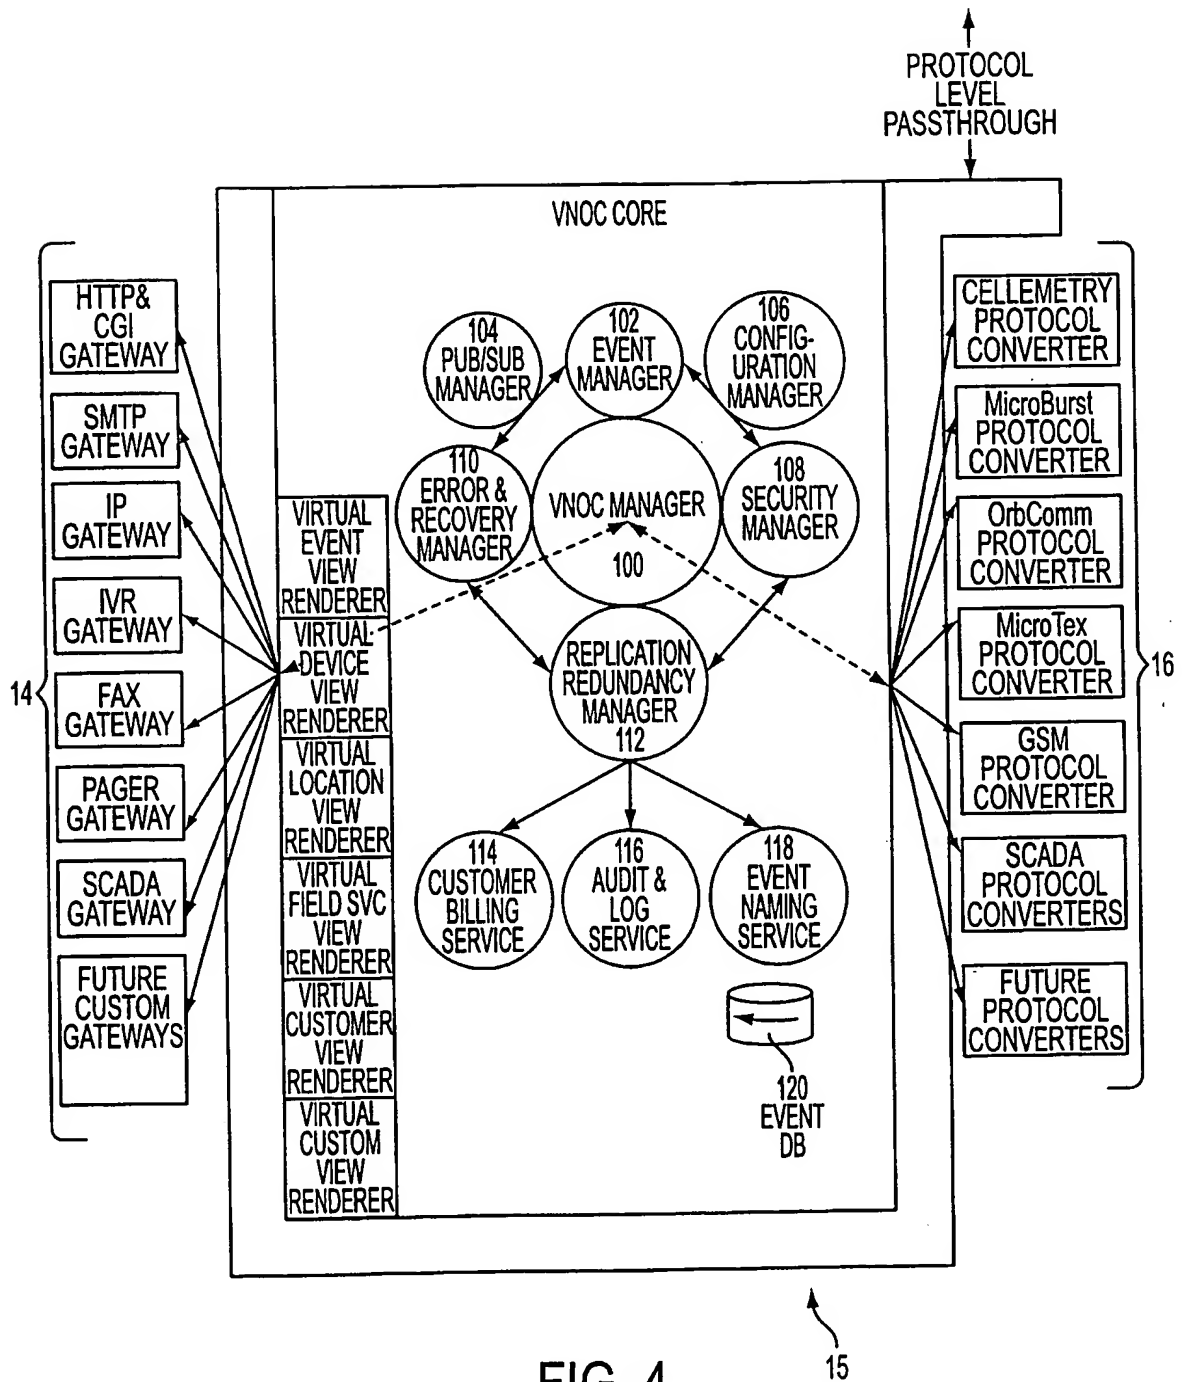 PROTOCOL
LEVEL
PASSTHROUGH
VNOC CORE
14
HTTP&
CGI
GATEWAY
SMTP
GATEWAY
IP
GATEWAY
IVR
GATEWAY
FAX
GATEWAY
PAGER
GATEWAY
SCADA
GATEWAY
FUTURE
CUSTOM
GATEWAYS
VIRTUAL
EVENT
VIEW
RENDERER
VIRTUAL
DEVICE
VIEW
RENDERER
VIRTUAL
LOCATION
VIEW
RENDERER
VIRTUAL
FIELD SVC
VIEW
RENDERER
VIRTUAL
CUSTOMER
VIEW
RENDERER
VIRTUAL
CUSTOM
VIEW
RENDERER
104
PUB/SUB
MANAGER
102
EVENT
MANAGER
106
CONFIG-
URATION
MANAGER
110
ERROR &
RECOVERY
MANAGER
VNOC MANAGER
100
108
SECURITY
MANAGER
REPLICATION
REDUNDANCY
MANAGER
112
114
CUSTOMER
BILLING
SERVICE
116
AUDIT &
LOG
SERVICE
118
EVENT
NAMING
SERVICE
120
EVENT
DB
CELLEMETRY
PROTOCOL
CONVERTER
MicroBurst
PROTOCOL
CONVERTER
OrbComm
PROTOCOL
CONVERTER
MicroTex
PROTOCOL
CONVERTER
GSM
PROTOCOL
CONVERTER
SCADA
PROTOCOL
CONVERTERS
FUTURE
PROTOCOL
CONVERTERS
16
15
FIG. 4